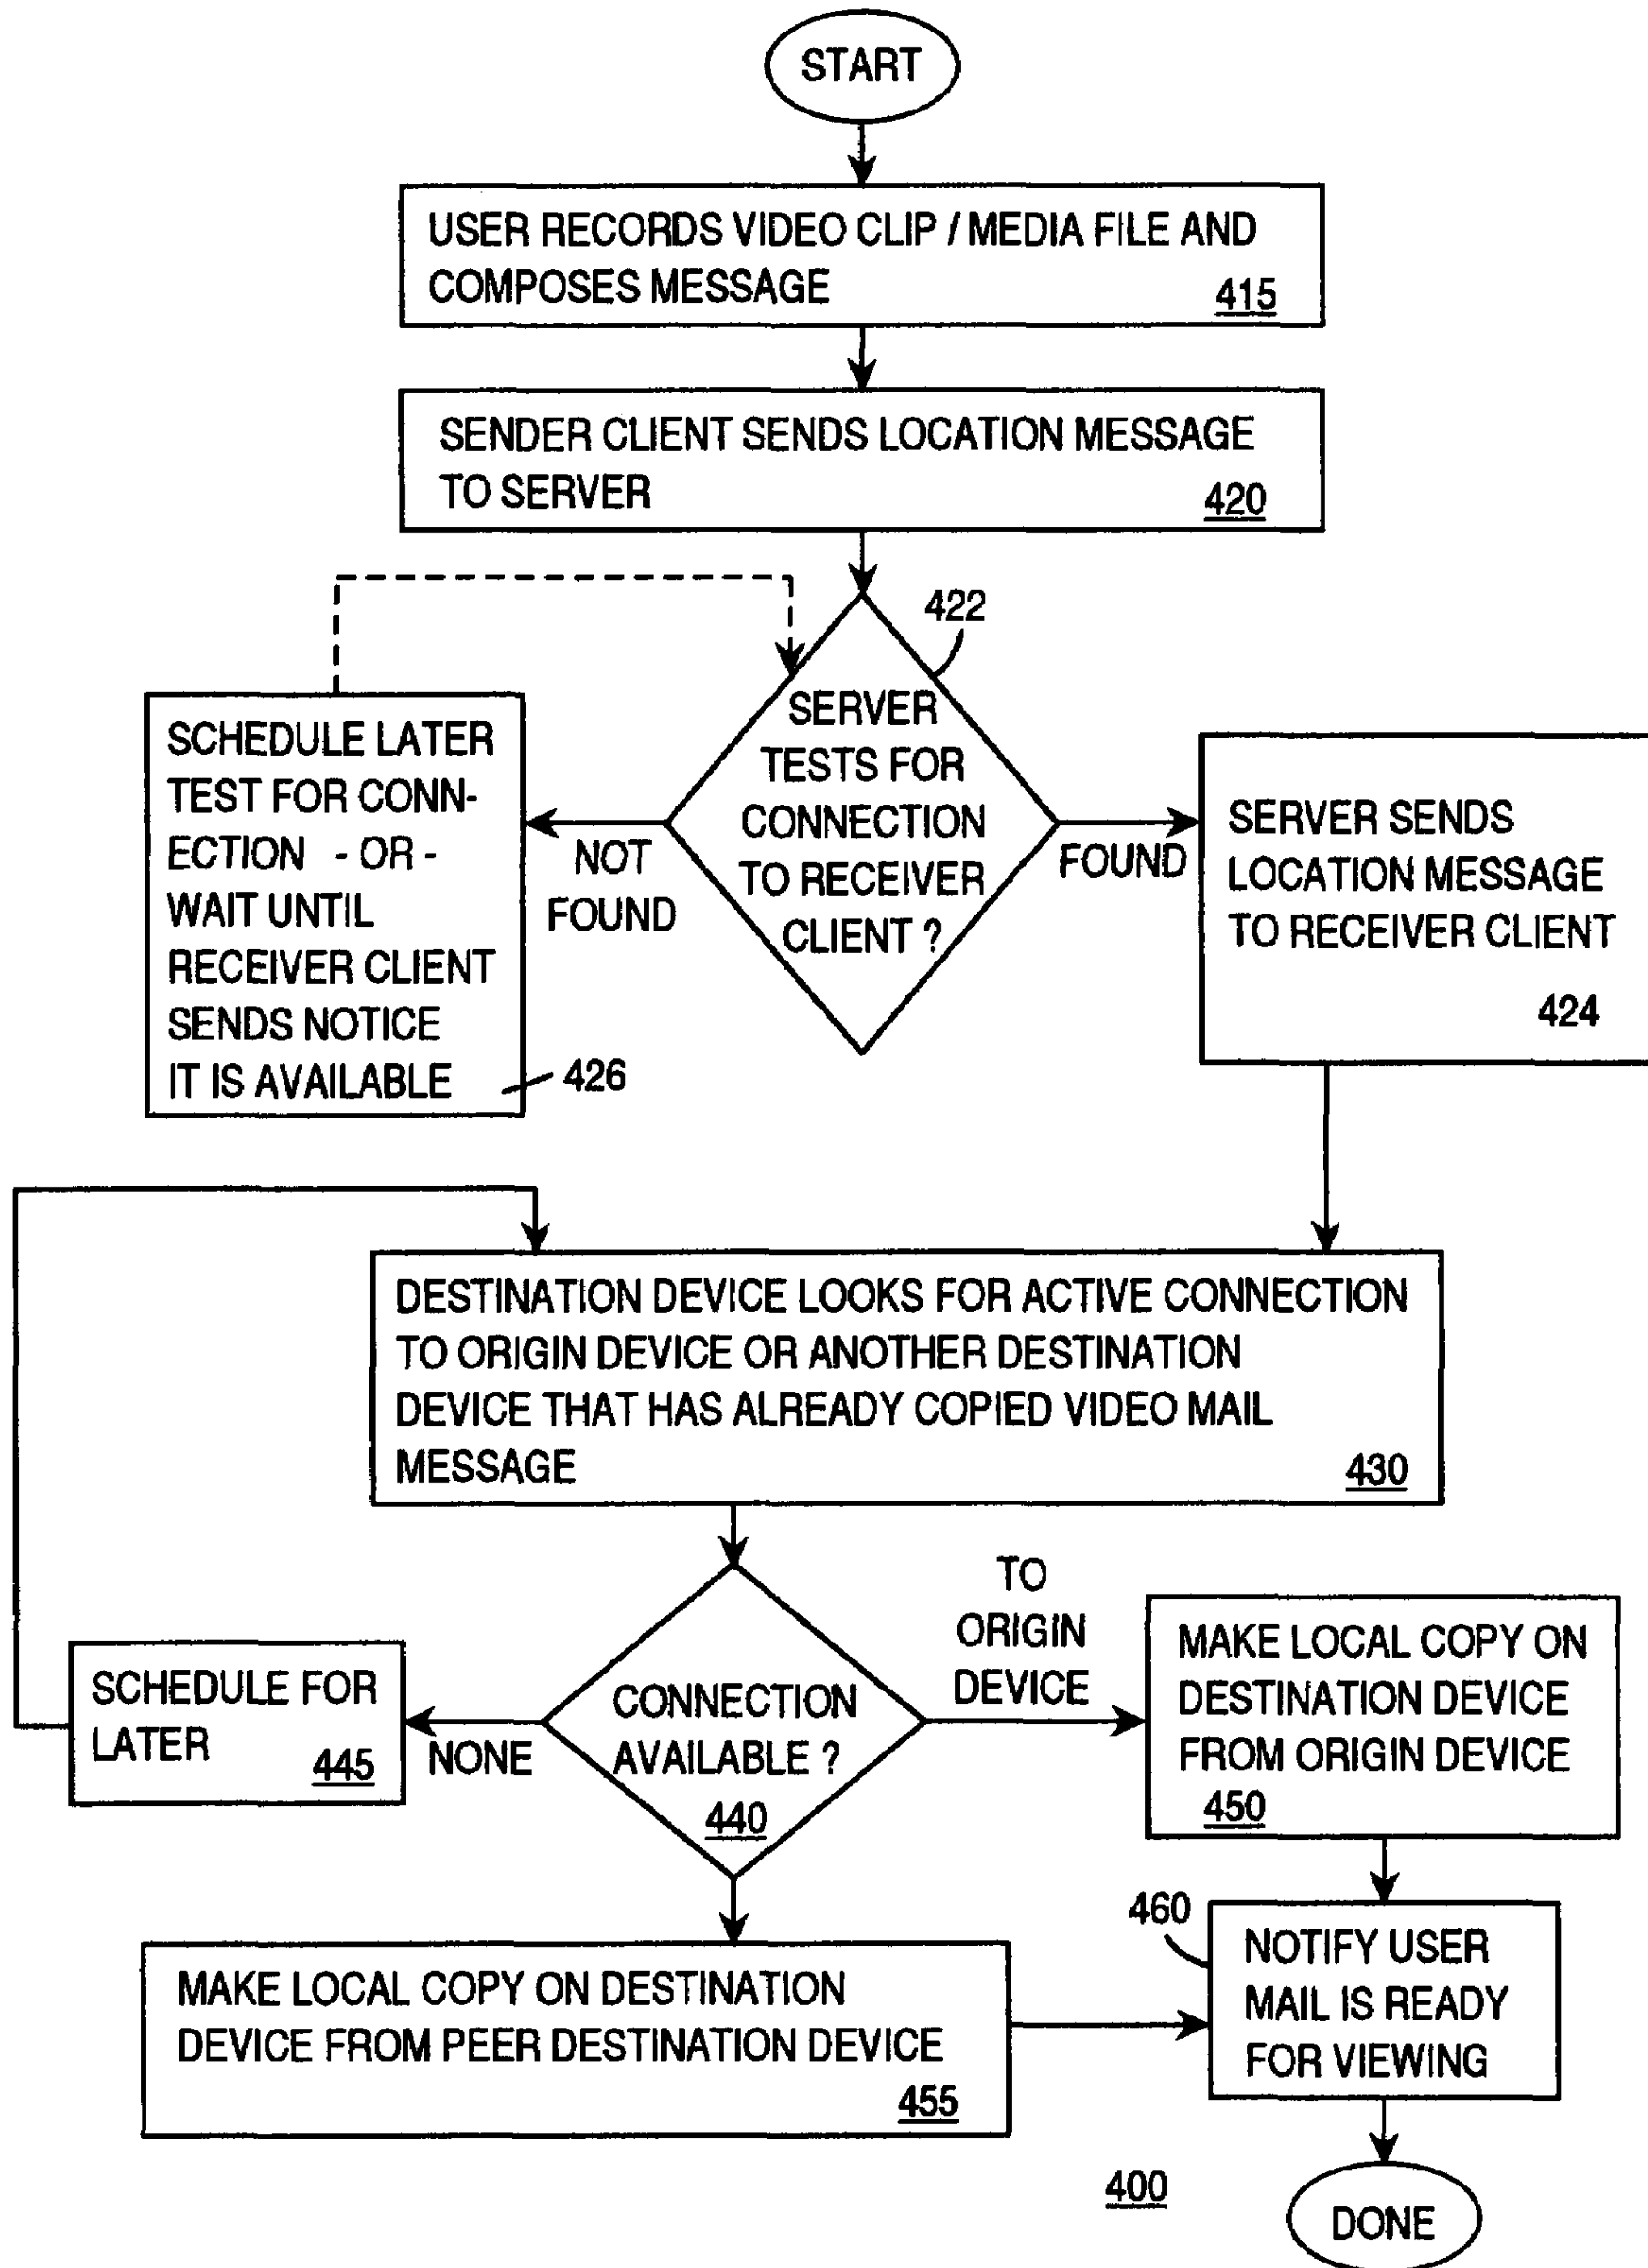 START
USER RECORDS VIDEO CLIP / MEDIA FILE AND
COMPOSES MESSAGE
415
SENDER CLIENT SENDS LOCATION MESSAGE
TO SERVER
420
422
SERVER
TESTS FOR
CONNECTION
TO RECEIVER
CLIENT ?
NOT
FOUND
FOUND
SCHEDULE LATER
TEST FOR CONN-
ECTION - OR -
WAIT UNTIL
RECEIVER CLIENT
SENDS NOTICE
IT IS AVAILABLE
426
SERVER SENDS
LOCATION MESSAGE
TO RECEIVER CLIENT
424
DESTINATION DEVICE LOOKS FOR ACTIVE CONNECTION
TO ORIGIN DEVICE OR ANOTHER DESTINATION
DEVICE THAT HAS ALREADY COPIED VIDEO MAIL
MESSAGE
430
CONNECTION
AVAILABLE ?
440
NONE
SCHEDULE FOR
LATER
445
TO
ORIGIN
DEVICE
MAKE LOCAL COPY ON
DESTINATION DEVICE
FROM ORIGIN DEVICE
450
MAKE LOCAL COPY ON DESTINATION
DEVICE FROM PEER DESTINATION DEVICE
455
460
NOTIFY USER
MAIL IS READY
FOR VIEWING
400
DONE